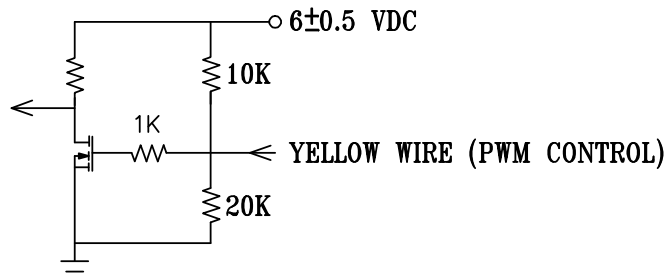 6±0.5 VDC
10K
1K
YELLOW WIRE (PWM CONTROL)
20K